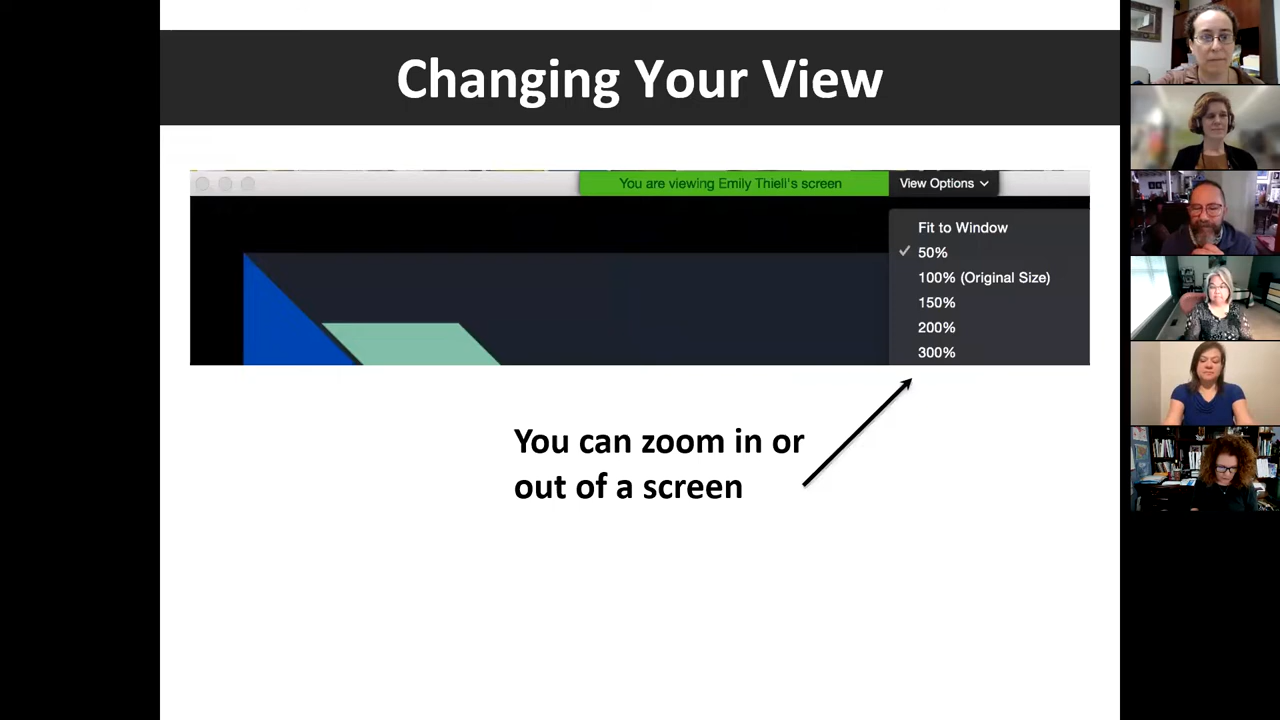 Changing Your View
You are viewing Emily Thieli's screen
View Options
Fit to Window
50%
100% (Original Size)
150%
200%
300%
You can zoom in or
out of a screen